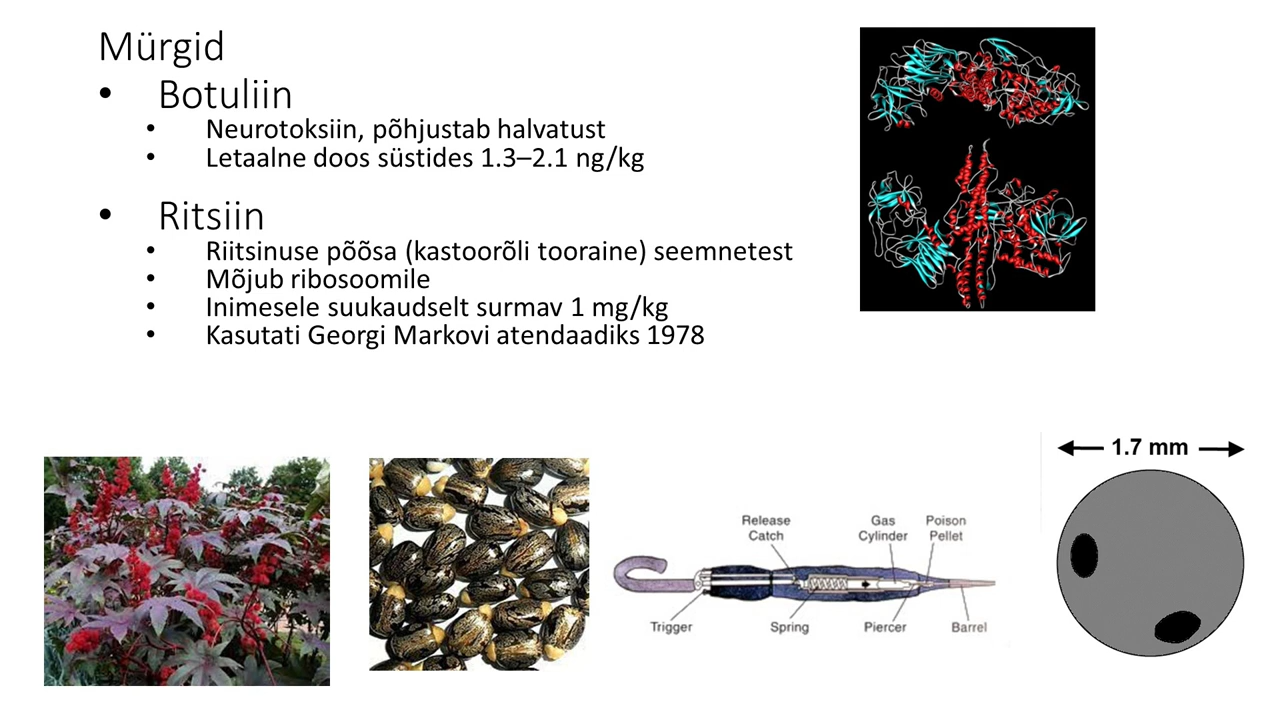 Mürgid
• Botuliin
• Neurotoksiin, põhjustab halvatust
• Letaalne doos süstides 1.3–2.1 ng/kg
• Ritsiin
• Riitsinuse põõsa (kastoorõli tooraine) seemnetest
• Mõjub ribosoomile
• Inimesele suukaudselt surmav 1 mg/kg
• Kasutati Georgi Markovi atendaadiks 1978
Release Catch
Gas Cylinder
Poison Pellet
Trigger
Spring
Piercer
Barrel
1.7 mm